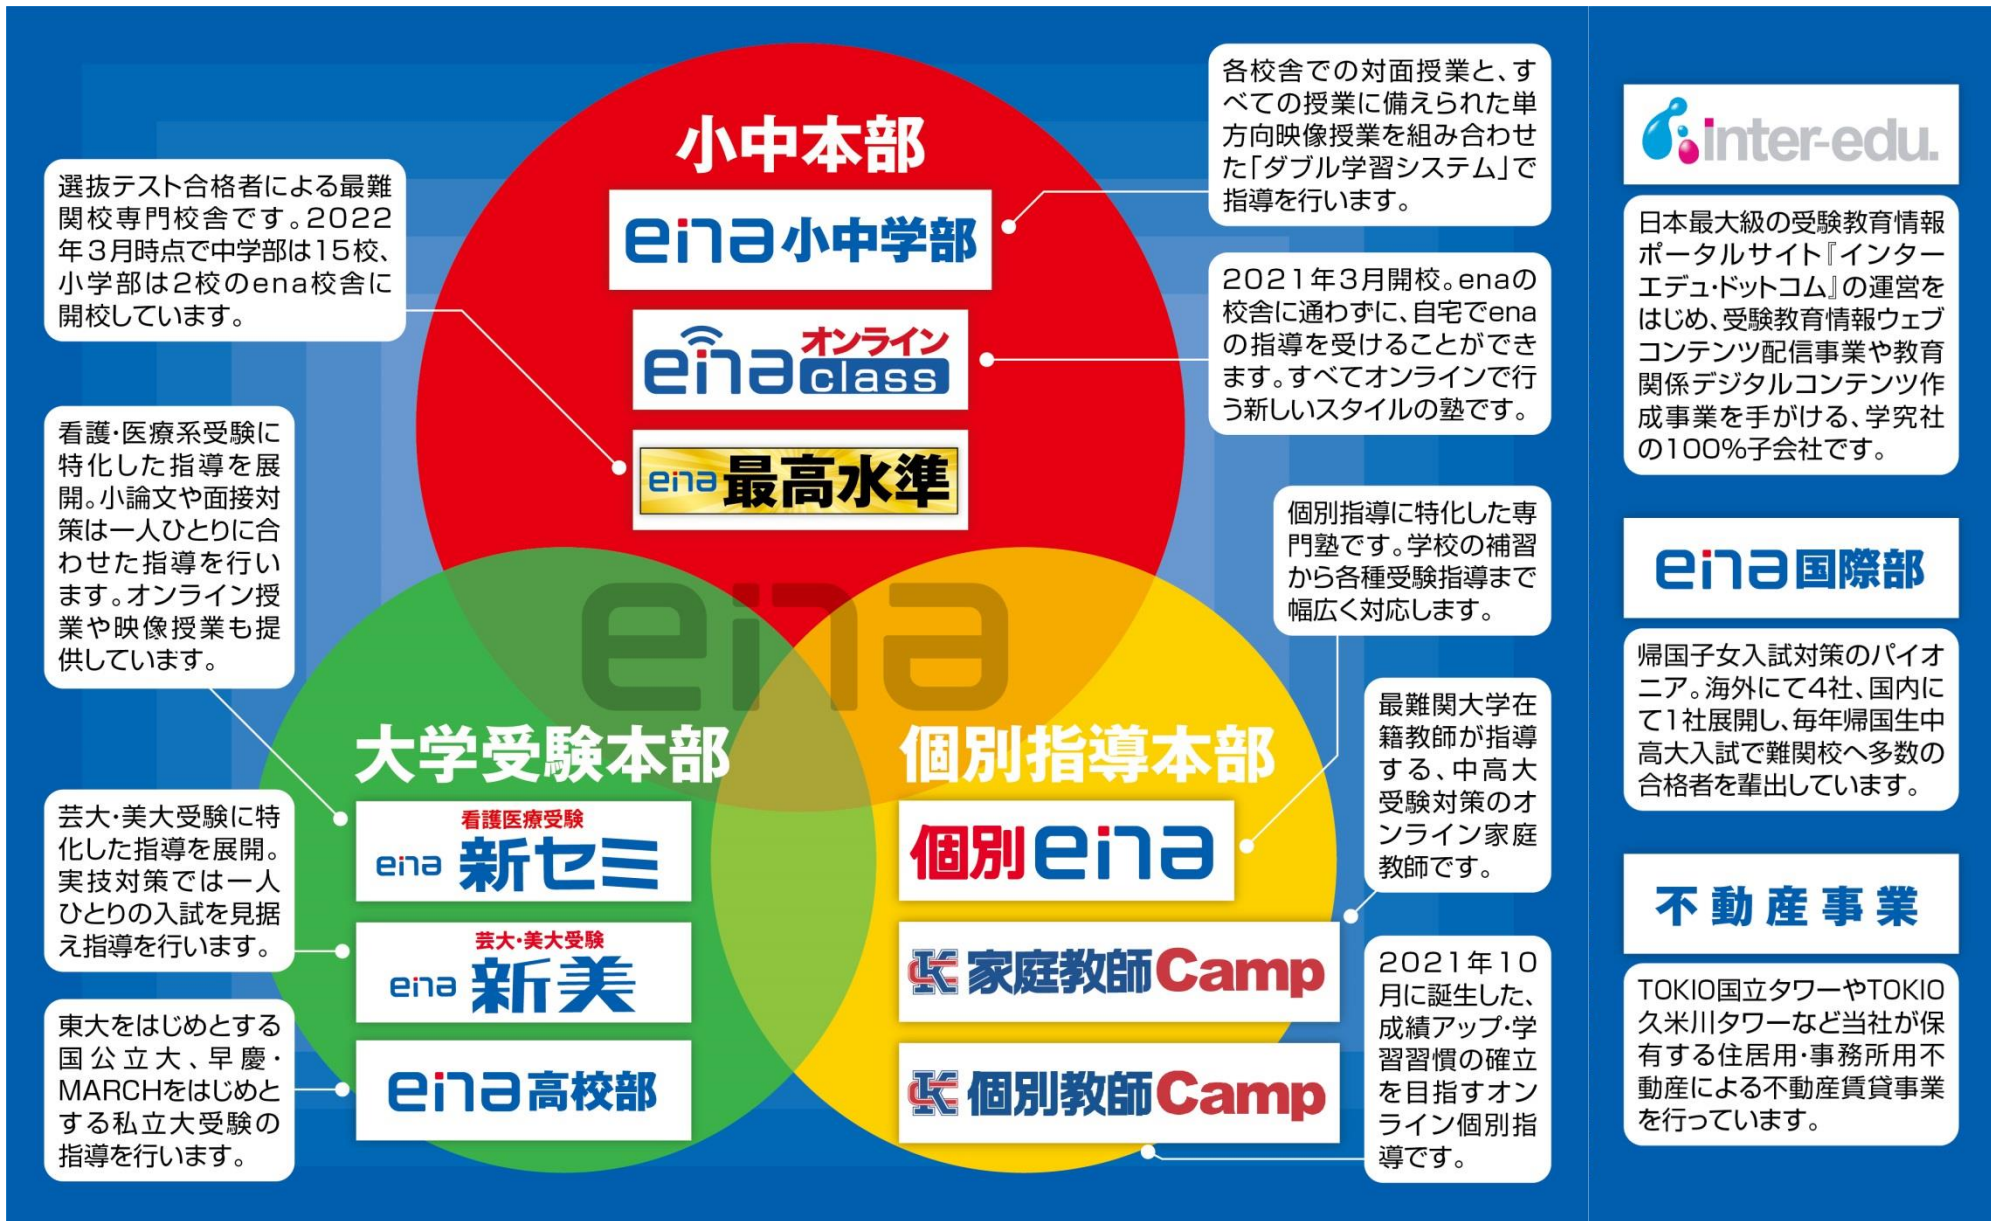 小中本部
ena小中学部
各校舎での対面授業と、す
べての授業に備えられた単
方向映像授業を組み合わせ
た「ダブル学習システム」で
指導を行います。
enaオンライン
class
2021年3月開校。enaの
校舎に通わずに、自宅でena
の指導を受けることができ
ます。すべてオンラインで行
う新しいスタイルの塾です。
ena最高水準
選抜テスト合格者による最難
関校専門校舎です。2022
年3月時点で中学部は15校、
小学部は2校のena校舎に
開校しています。
ena
大学受験本部
看護医療受験
ena 新セミ
看護・医療系受験に
特化した指導を展
開。小論文や面接対
策は一人ひとりに合
わせた指導を行い
ます。オンライン授
業や映像授業も提
供しています。
芸大・美大受験
ena 新美
芸大・美大受験に特
化した指導を展開。
実技対策では一人
ひとりの入試を見据
え指導を行います。
ena高校部
東大をはじめとする
国公立大、早慶・
MARCHをはじめと
する私立大受験の
指導を行います。
個別指導本部
個別ena
個別指導に特化した専
門塾です。学校の補習
から各種受験指導まで
幅広く対応します。
家庭教師Camp
最難関大学在
籍教師が指導
する、中高大
受験対策のオ
ンライン家庭
教師です。
個別教師Camp
2021年10
月に誕生した、
成績アップ・学
習習慣の確立
を目指すオン
ライン個別指
導です。
inter-edu.
日本最大級の受験教育情報
ポータルサイト『インター
エデュ・ドットコム』の運営を
はじめ、受験教育情報ウェブ
コンテンツ配信事業や教育
関係デジタルコンテンツ作
成事業を手がける、学究社
の100%子会社です。
ena国際部
帰国子女入試対策のパイオ
ニア。海外にて4社、国内に
て1社展開し、毎年帰国生中
高大入試で難関校へ多数の
合格者を輩出しています。
不動産事業
TOKIO国立タワーやTOKIO
久米川タワーなど当社が保
有する住居用・事務所用不
動産による不動産賃貸事業
を行っています。